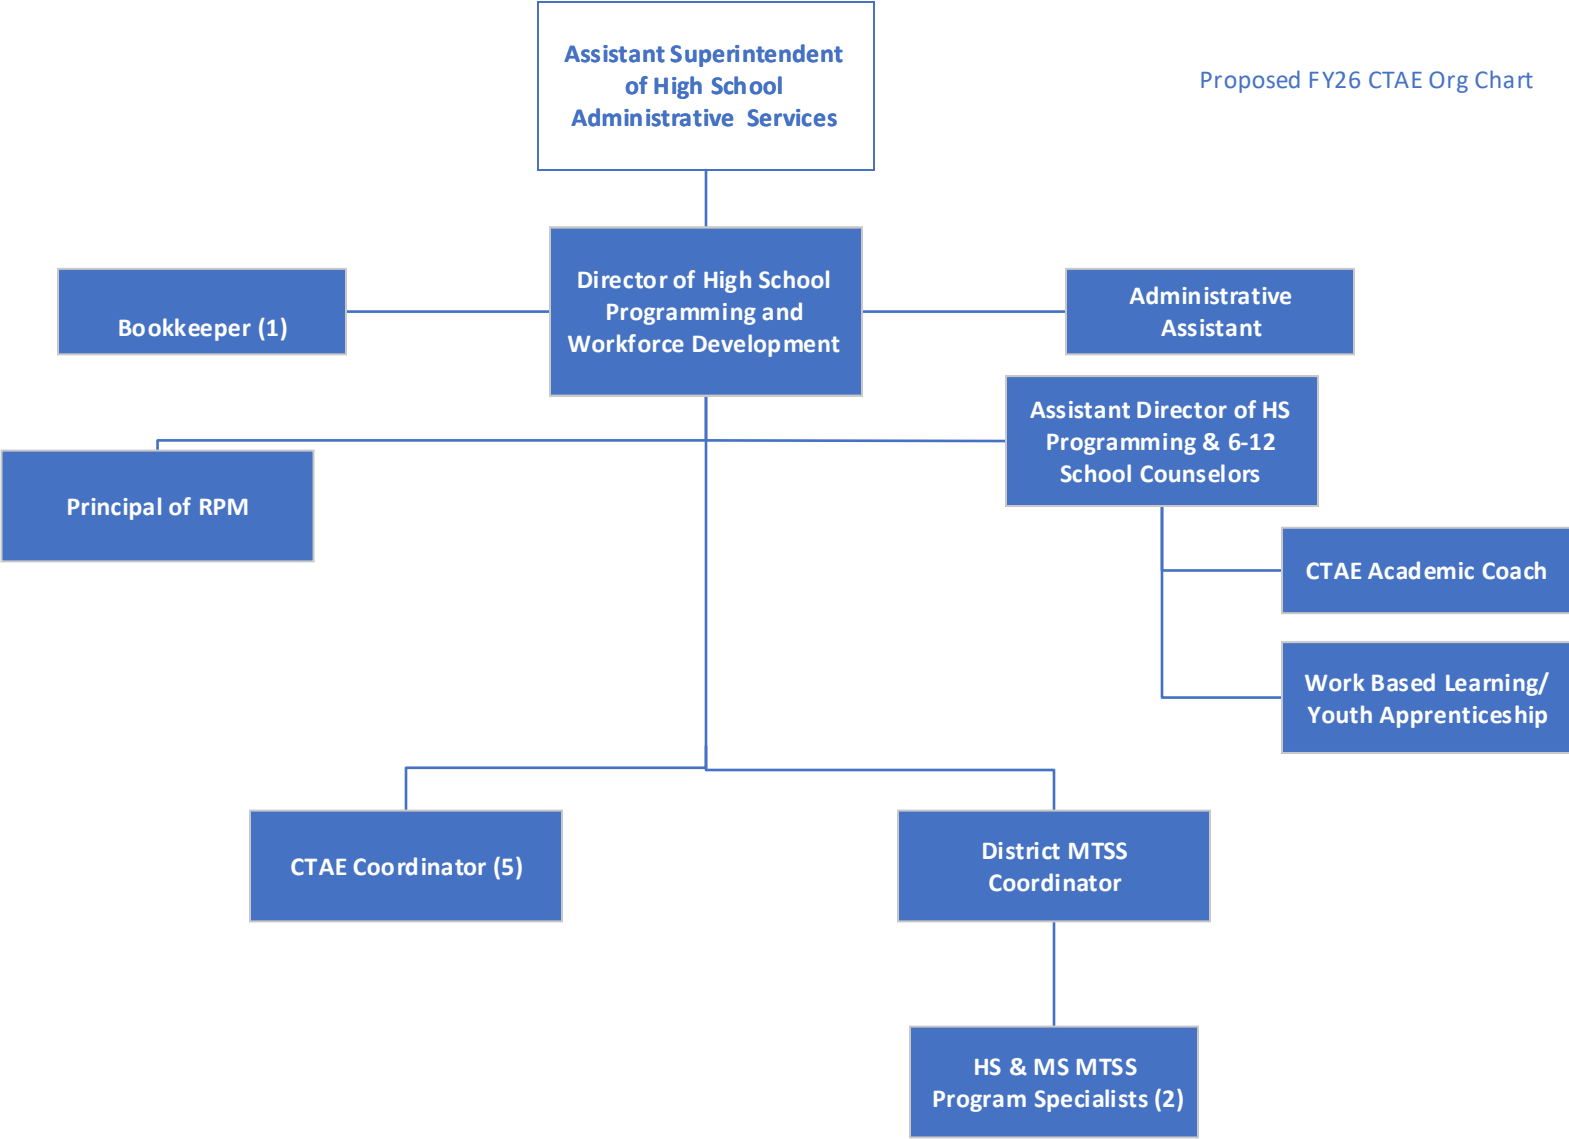 Assistant Superintendent
of High School
Administrative Services
Proposed FY26 CTAE Org Chart
Director of High School
Programming and
Workforce Development
Bookkeeper (1)
Administrative
Assistant
Assistant Director of HS
Programming & 6-12
School Counselors
Principal of RPM
CTAE Academic Coach
Work Based Learning/
Youth Apprenticeship
CTAE Coordinator (5)
District MTSS
Coordinator
HS & MS MTSS
Program Specialists (2)